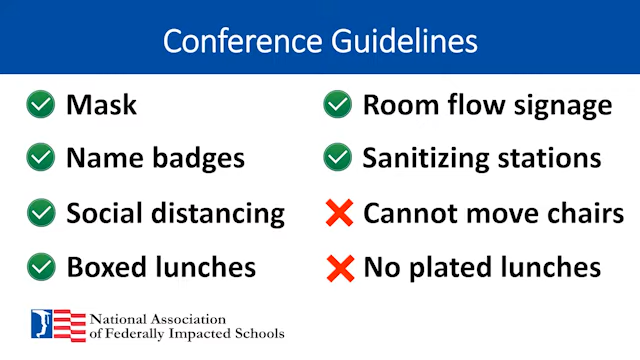 Conference Guidelines
Mask
Name badges
Social distancing
Boxed lunches
Room flow signage
Sanitizing stations
Cannot move chairs
No plated lunches
National Association
of Federally Impacted Schools